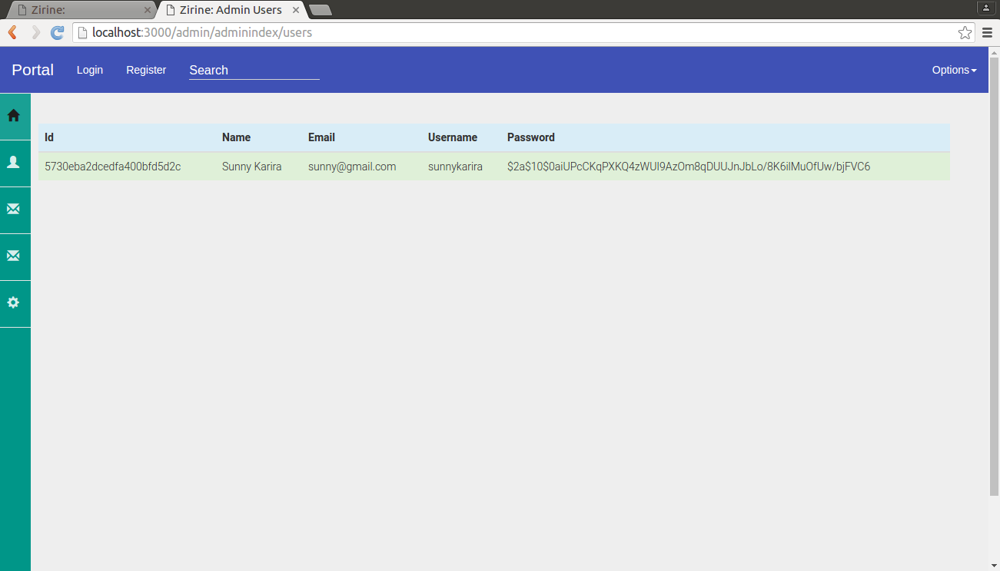 Zirine:
Zirine: Admin Users
localhost:3000/admin/adminindex/users
Portal Login Register Search Options
Id Name Email Username Password
5730eba2dcedfa400bfd5d2c Sunny Karira sunny@gmail.com sunnykarira $2a$10$0aiUPcCKqPXKQ4zWUI9AzOm8qDUUJnJbLo/8K6ilMuOfUw/bjFVC6